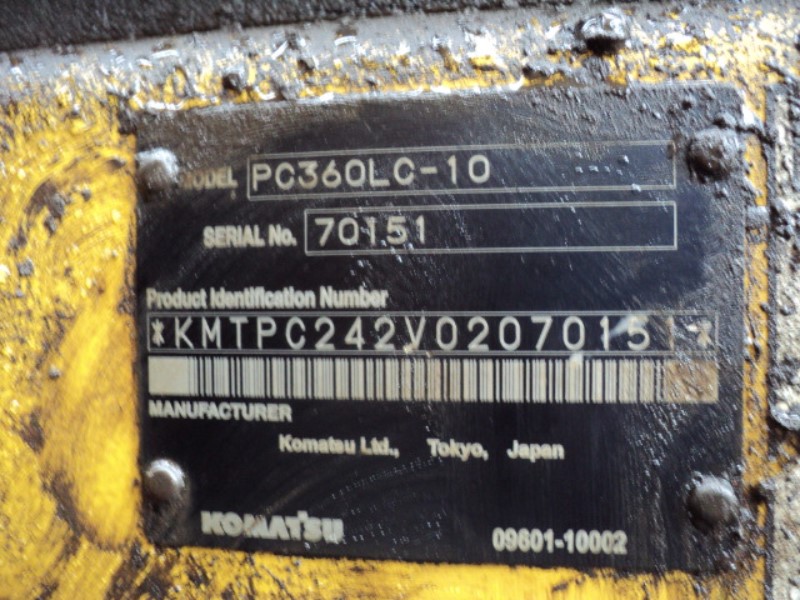 MODEL PC360LC-10
SERIAL No. 70151
Product Identification Number
*KMTPC242V02070151*
MANUFACTURER
Komatsu Ltd., Tokyo, Japan
KOMATSU 09601-10002